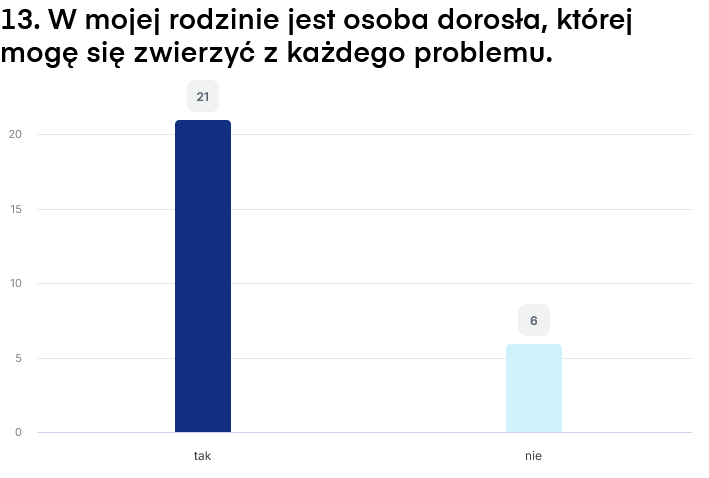 13. W mojej rodzinie jest osoba dorosła, której
mogę się zwierzyć z każdego problemu.
21
20
15
10
6
5
0
tak nie